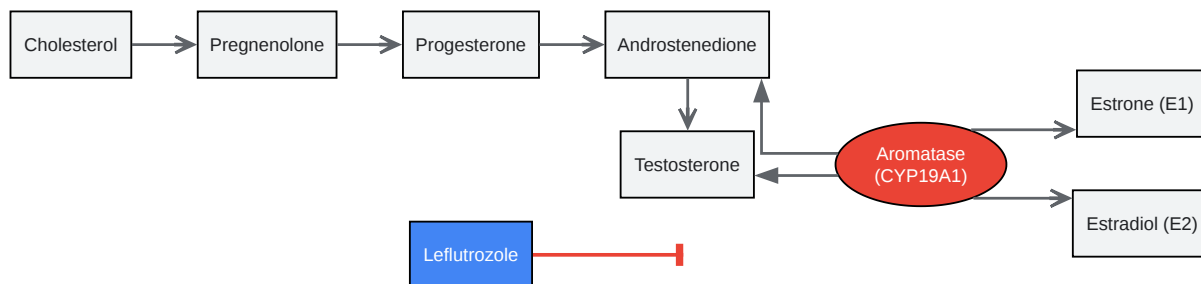 Cholesterol
Pregnenolone
Progesterone
Androstenedione
Estrone (E1)
Testosterone
Aromatase
(CYP19A1)
Estradiol (E2)
Leflutrozole